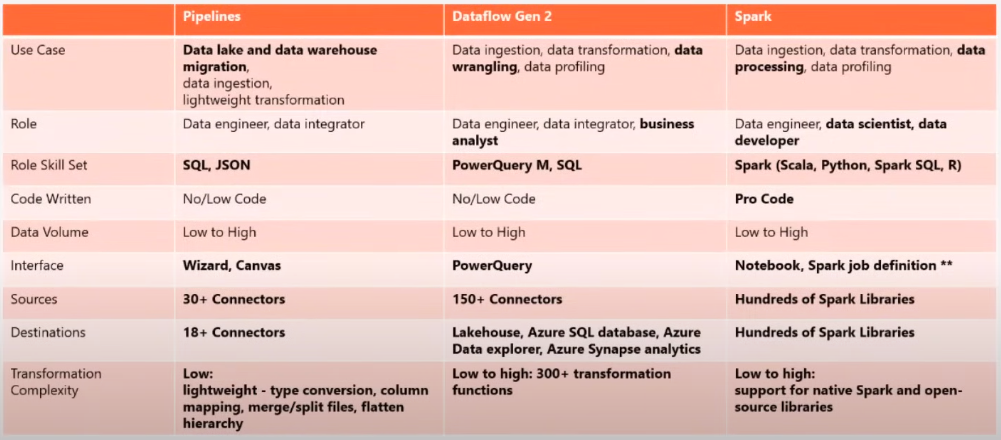 Pipelines
Dataflow Gen 2
Spark
Use Case
Data lake and data warehouse
migration,
data ingestion,
lightweight transformation
Data ingestion, data transformation, data
wrangling, data profiling
Data ingestion, data transformation, data
processing, data profiling
Role
Data engineer, data integrator
Data engineer, data integrator, business
analyst
Data engineer, data scientist, data
developer
Role Skill Set
SQL, JSON
PowerQuery M, SQL
Spark (Scala, Python, Spark SQL, R)
Code Written
No/Low Code
No/Low Code
Pro Code
Data Volume
Low to High
Low to High
Low to High
Interface
Wizard, Canvas
PowerQuery
Notebook, Spark job definition **
Sources
30+ Connectors
150+ Connectors
Hundreds of Spark Libraries
Destinations
18+ Connectors
Lakehouse, Azure SQL database, Azure
Data explorer, Azure Synapse analytics
Hundreds of Spark Libraries
Transformation
Complexity
Low:
lightweight - type conversion, column
mapping, merge/split files, flatten
hierarchy
Low to high: 300+ transformation
functions
Low to high:
support for native Spark and open-
source libraries